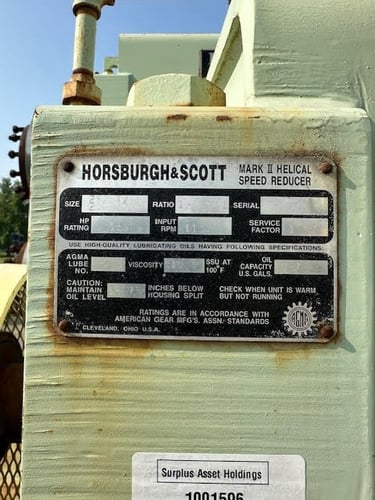 HORSBURGH & SCOTT MARK II HELICAL
SPEED REDUCER
SIZE RATIO SERIAL
HP RATING INPUT RPM SERVICE FACTOR
USE HIGH-QUALITY LUBRICATING OILS HAVING FOLLOWING SPECIFICATIONS.
AGMA LUBE NO. VISCOSITY SSU AT 100°F OIL CAPACITY U.S. GALS.
CAUTION: MAINTAIN OIL LEVEL INCHES BELOW HOUSING SPLIT CHECK WHEN UNIT IS WARM BUT NOT RUNNING
RATINGS ARE IN ACCORDANCE WITH
AMERICAN GEAR MFG'S. ASSN. STANDARDS
CLEVELAND, OHIO U.S.A.
AGMA
Surplus Asset Holdings
1001506